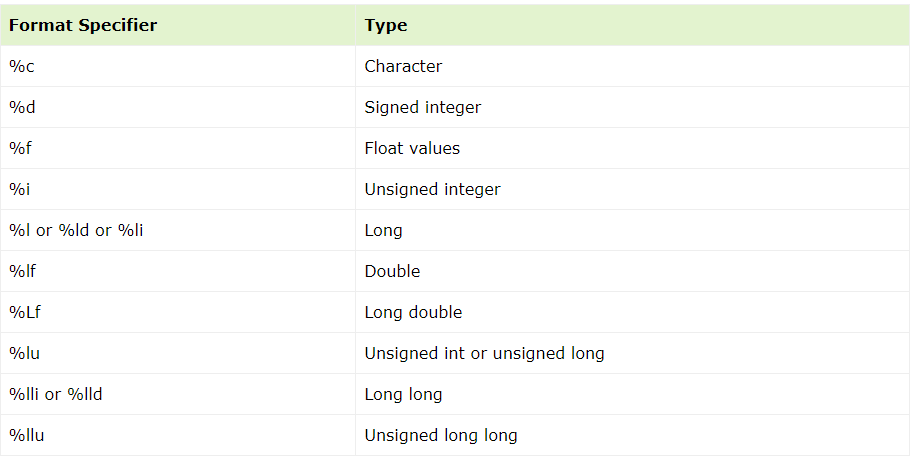 Format Specifier Type
%c Character
%d Signed integer
%f Float values
%i Unsigned integer
%l or %ld or %li Long
%lf Double
%Lf Long double
%lu Unsigned int or unsigned long
%lli or %lld Long long
%llu Unsigned long long